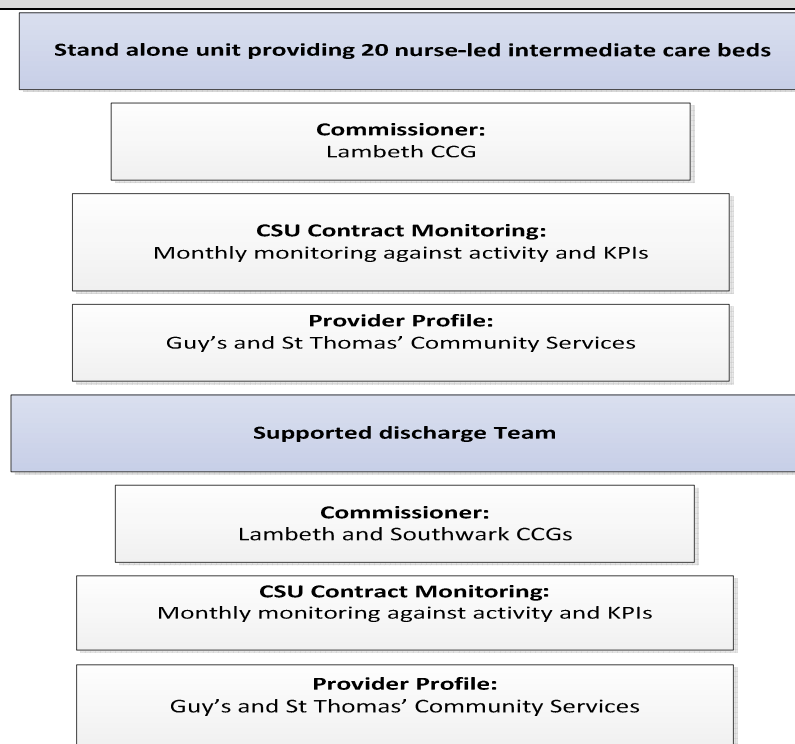 Stand alone unit providing 20 nurse-led intermediate care beds
Commissioner:
Lambeth CCG
CSU Contract Monitoring:
Monthly monitoring against activity and KPIs
Provider Profile:
Guy’s and St Thomas’ Community Services
Supported discharge Team
Commissioner:
Lambeth and Southwark CCGs
CSU Contract Monitoring:
Monthly monitoring against activity and KPIs
Provider Profile:
Guy’s and St Thomas’ Community Services